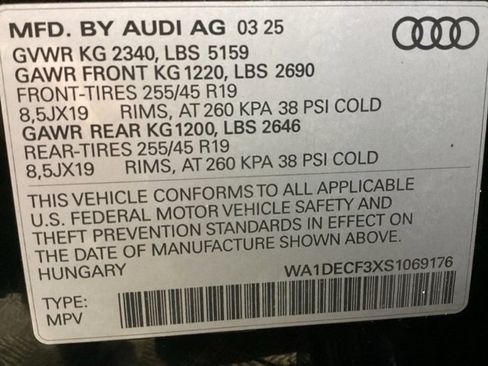 MFD. BY AUDI AG 03 25
GVWR KG 2340, LBS 5159
GAWR FRONT KG 1220, LBS 2690
FRONT-TIRES 255/45 R19
8,5JX19 RIMS, AT 260 KPA 38 PSI COLD
GAWR REAR KG 1200, LBS 2646
REAR-TIRES 255/45 R19
8,5JX19 RIMS, AT 260 KPA 38 PSI COLD
THIS VEHICLE CONFORMS TO ALL APPLICABLE
U.S. FEDERAL MOTOR VEHICLE SAFETY AND
THEFT PREVENTION STANDARDS IN EFFECT ON
THE DATE OF MANUFACTURE SHOWN ABOVE.
HUNGARY WA1DECF3XS1069176
TYPE:
MPV